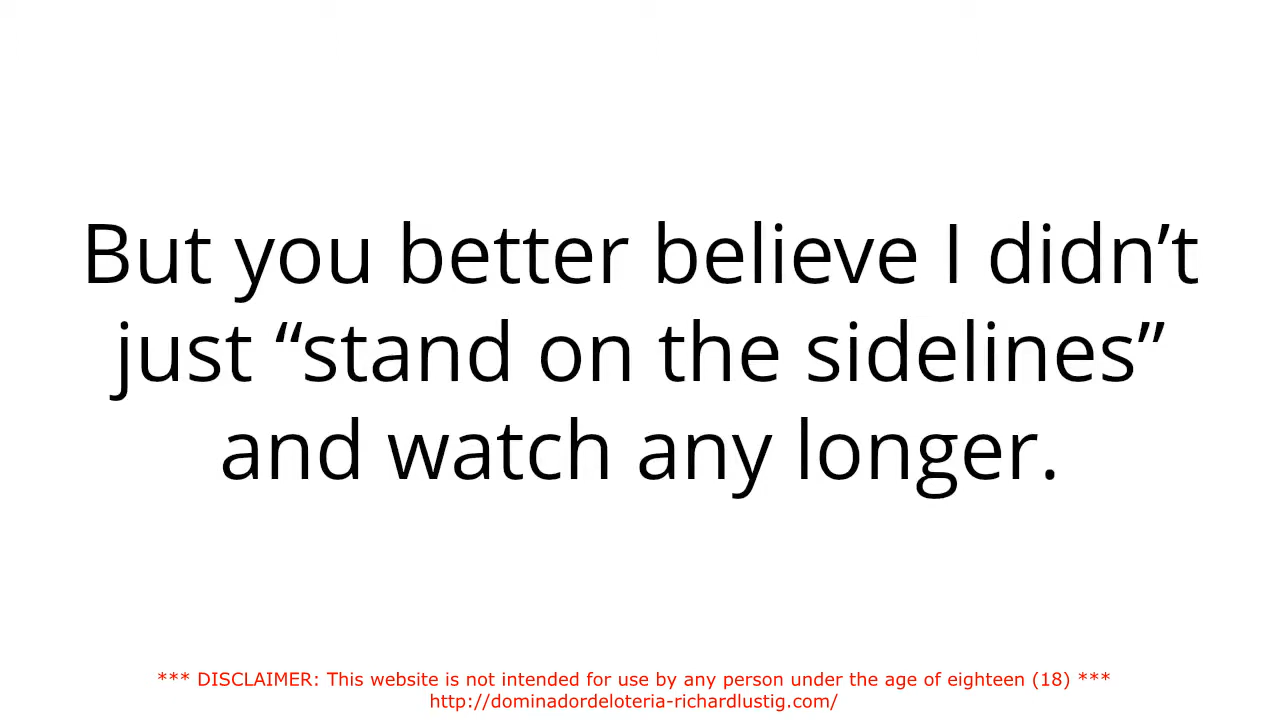 But you better believe I didn’t
just “stand on the sidelines”
and watch any longer.
*** DISCLAIMER: This website is not intended for use by any person under the age of eighteen (18) ***
http://dominadordeloteria-richardlustig.com/